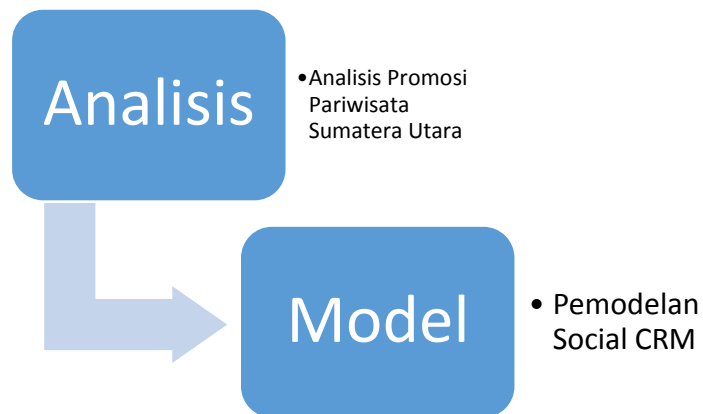 Analisis
•Analisis Promosi
Pariwisata
Sumatera Utara
Model
• Pemodelan
Social CRM